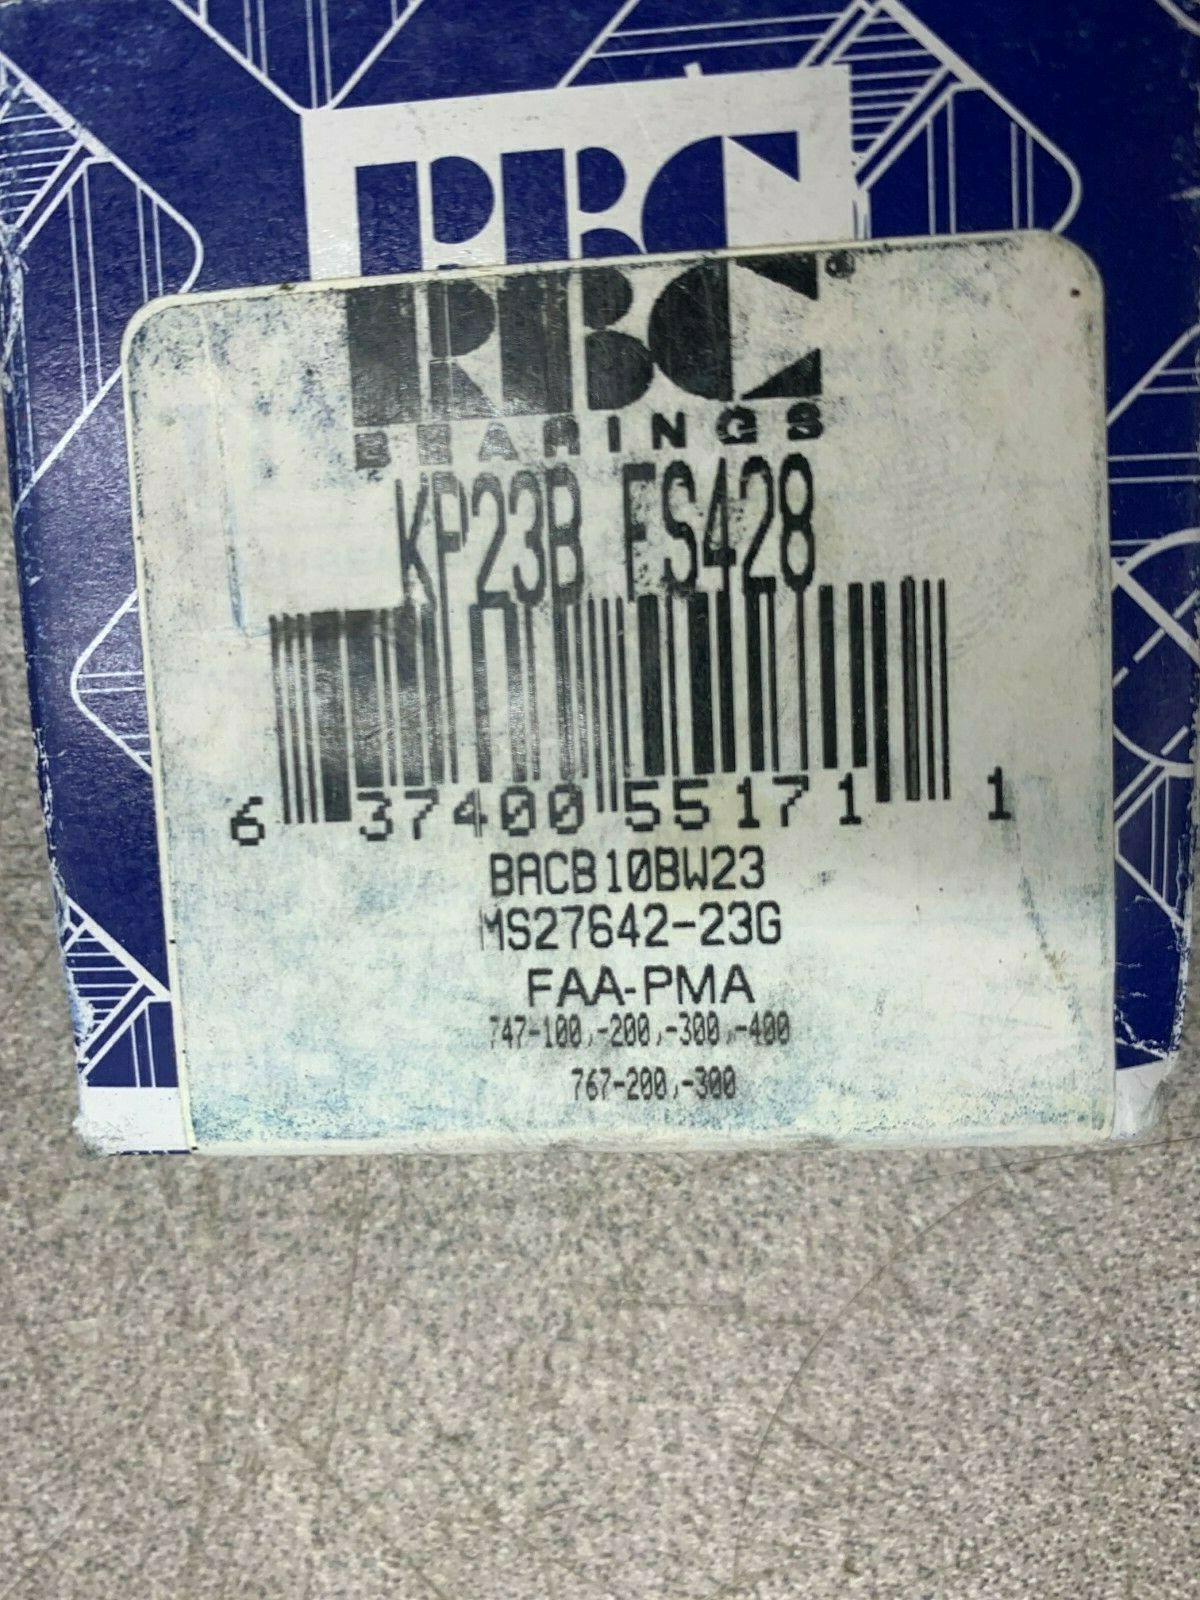 RBC
RBC®
BEARINGS
KP23B FS428
6 37400 55171 1
BACB10BW23
MS27642-23G
FAA-PMA
747-100,-200,-300,-400
767-200,-300